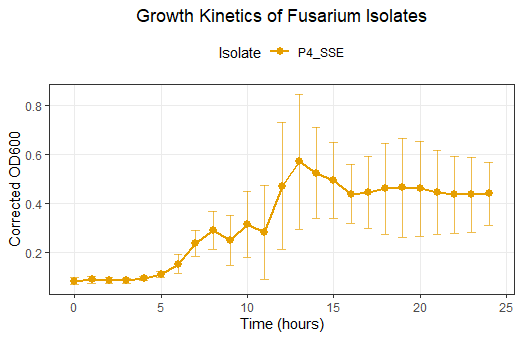 Growth Kinetics of Fusarium Isolates
Isolate P4_SSE
Corrected OD600
0.8
0.6
0.4
0.2
0 5 10 15 20 25
Time (hours)